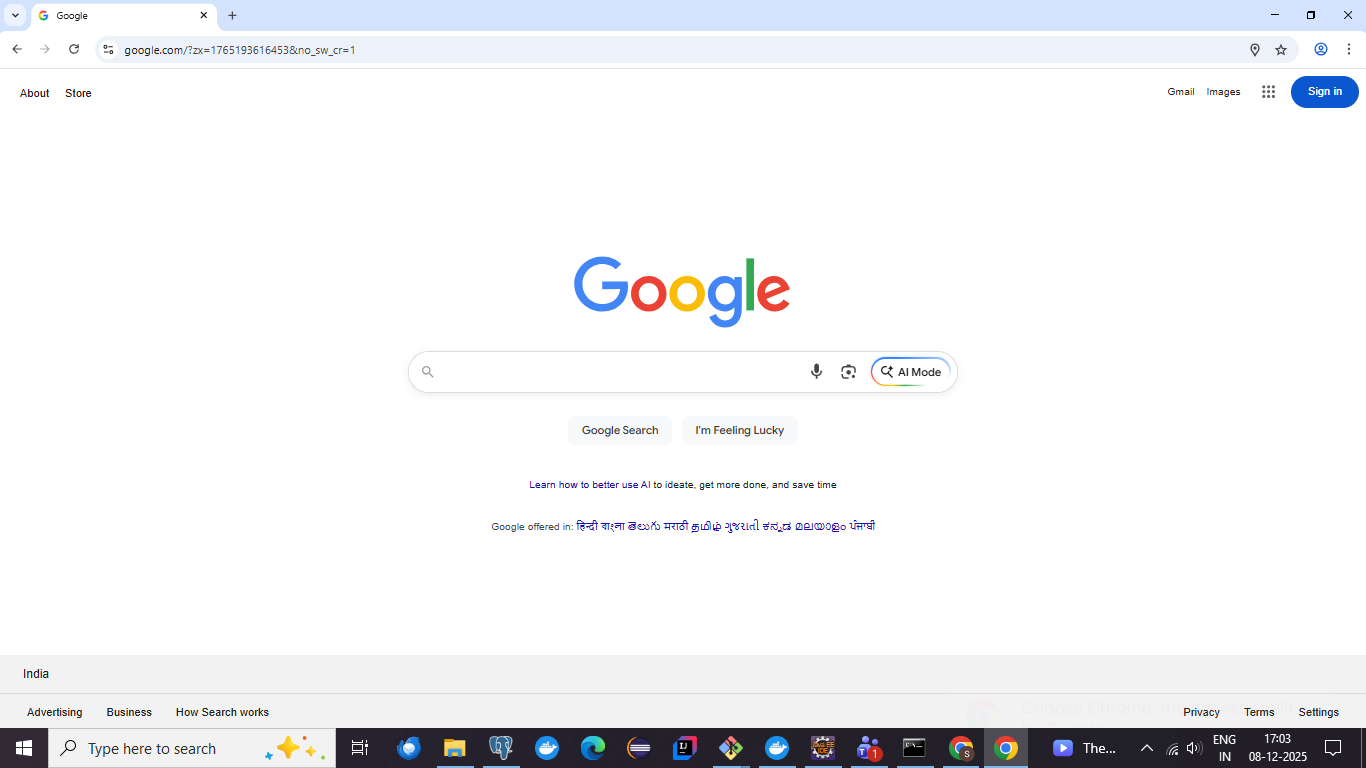 Google
google.com/?zx=1765193616453&no_sw_cr=1
About Store
Gmail Images Sign in
Google
AI Mode
Google Search I'm Feeling Lucky
Learn how to better use AI to ideate, get more done, and save time
Google offered in: हिन्दी বাংলা తెలుగు मराठी தமிழ் ગુજરાતી ಕನ್ನಡ മലയാളം ਪੰਜਾਬੀ
India
Advertising Business How Search works
Privacy Terms Settings
Type here to search
The...
ENG
IN
17:03
08-12-2025